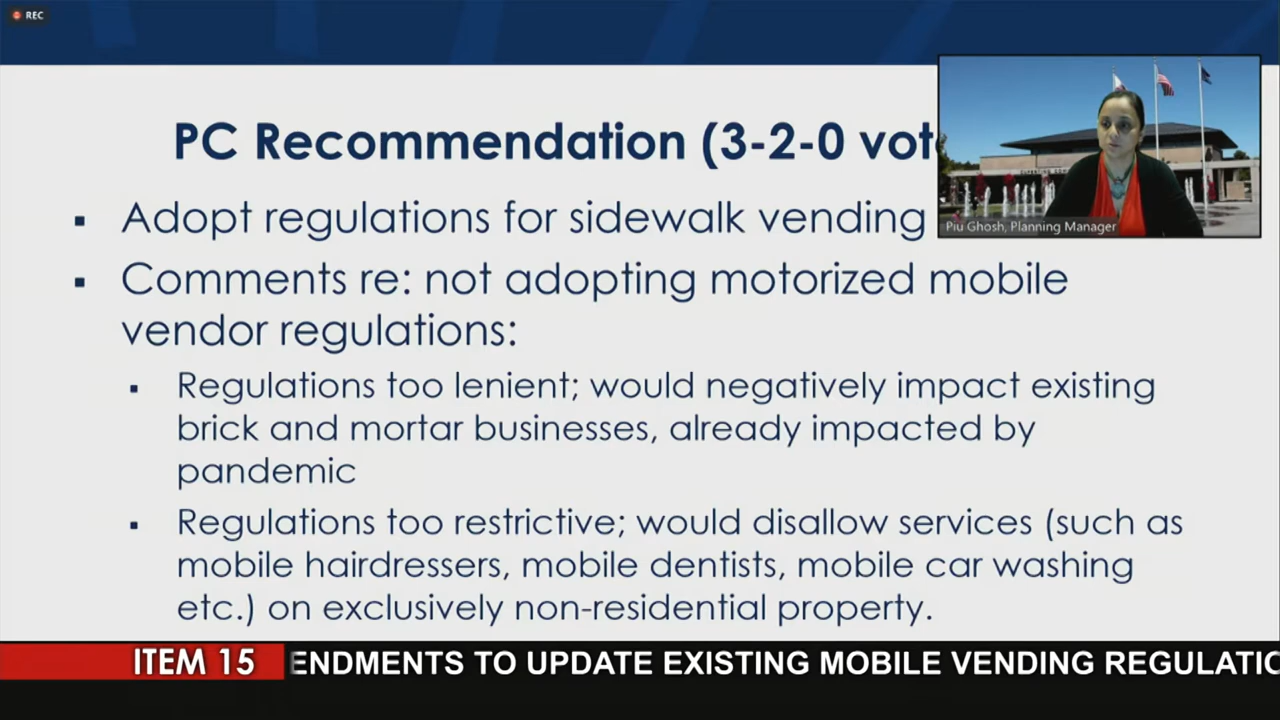 REC
PC Recommendation (3-2-0 vot
Adopt regulations for sidewalk vending
Piu Ghosh, Planning Manager
Comments re: not adopting motorized mobile
vendor regulations:
Regulations too lenient; would negatively impact existing
brick and mortar businesses, already impacted by
pandemic
Regulations too restrictive; would disallow services (such as
mobile hairdressers, mobile dentists, mobile car washing
etc.) on exclusively non-residential property.
ITEM 15 ENDMENTS TO UPDATE EXISTING MOBILE VENDING REGULATIO